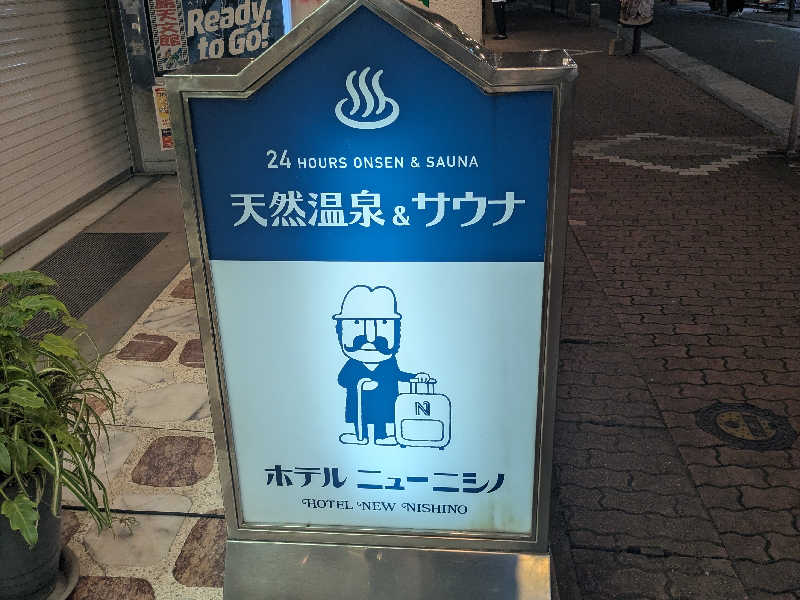 Ready,
to Go!
24 HOURS ONSEN & SAUNA
天然温泉&サウナ
N
ホテル ニューニシノ
HOTEL NEW NISHINO